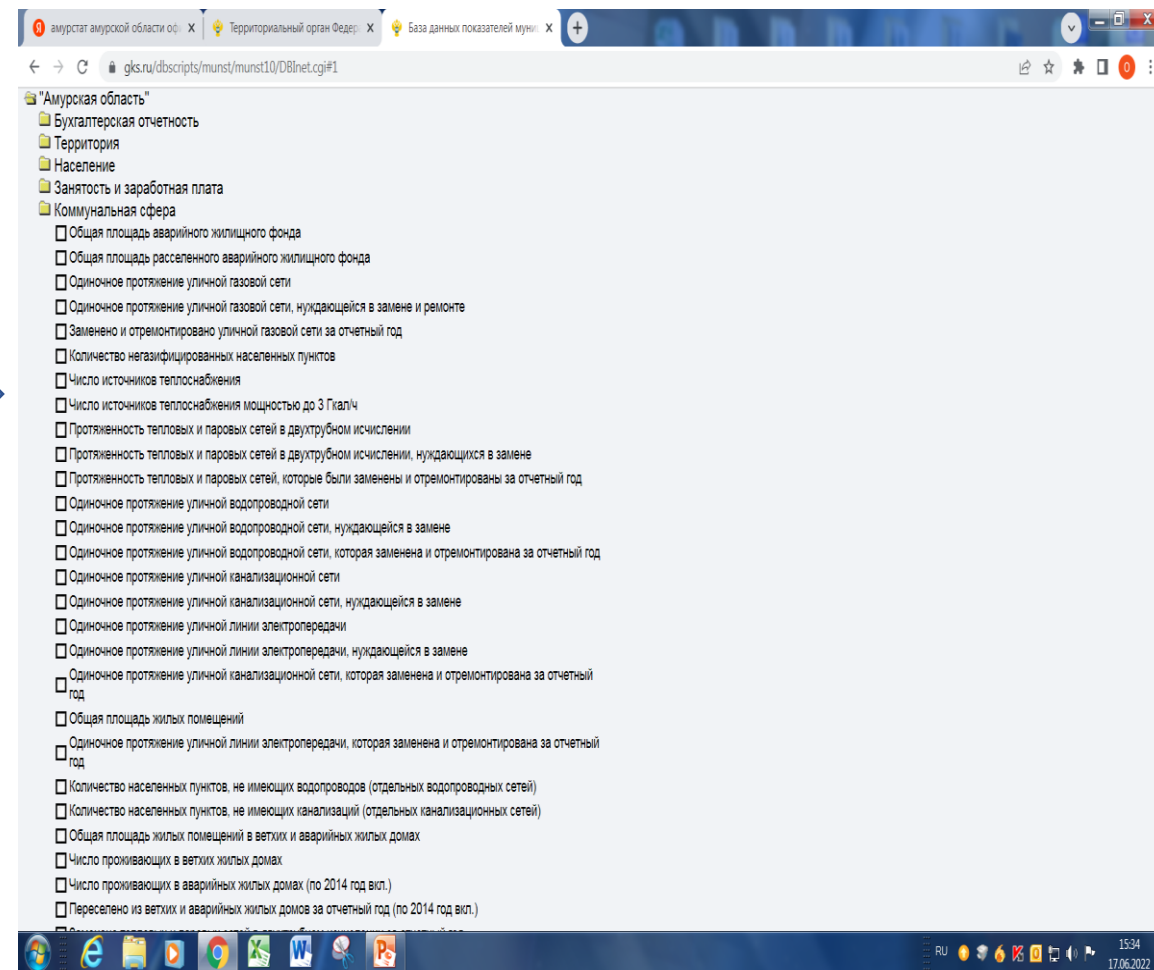 амурстат амурской области оф
Территориальный орган Федер
База данных показателей муни
gks.ru/dbscripts/munst/munst10/DBInet.cgi#1
"Амурская область"
Бухгалтерская отчетность
Территория
Население
Занятость и заработная плата
Коммунальная сфера
Общая площадь аварийного жилищного фонда
Общая площадь расселенного аварийного жилищного фонда
Одиночное протяжение уличной газовой сети
Одиночное протяжение уличной газовой сети, нуждающейся в замене и ремонте
Заменено и отремонтировано уличной газовой сети за отчетный год
Количество негазифицированных населенных пунктов
Число источников теплоснабжения
Число источников теплоснабжения мощностью до 3 Гкал/ч
Протяженность тепловых и паровых сетей в двухтрубном исчислении
Протяженность тепловых и паровых сетей в двухтрубном исчислении, нуждающихся в замене
Протяженность тепловых и паровых сетей, которые были заменены и отремонтированы за отчетный год
Одиночное протяжение уличной водопроводной сети
Одиночное протяжение уличной водопроводной сети, нуждающейся в замене
Одиночное протяжение уличной водопроводной сети, которая заменена и отремонтирована за отчетный год
Одиночное протяжение уличной канализационной сети
Одиночное протяжение уличной канализационной сети, нуждающейся в замене
Одиночное протяжение уличной линии электропередачи
Одиночное протяжение уличной линии электропередачи, нуждающейся в замене
Одиночное протяжение уличной канализационной сети, которая заменена и отремонтирована за отчетный
год
Общая площадь жилых помещений
Одиночное протяжение уличной линии электропередачи, которая заменена и отремонтирована за отчетный
год
Количество населенных пунктов, не имеющих водопроводов (отдельных водопроводных сетей)
Количество населенных пунктов, не имеющих канализаций (отдельных канализационных сетей)
Общая площадь жилых помещений в ветхих и аварийных жилых домах
Число проживающих в ветхих жилых домах
Число проживающих в аварийных жилых домах (по 2014 год вкл.)
Переселено из ветхих и аварийных жилых домов за отчетный год (по 2014 год вкл.)
RU
15:34
17.06.2022